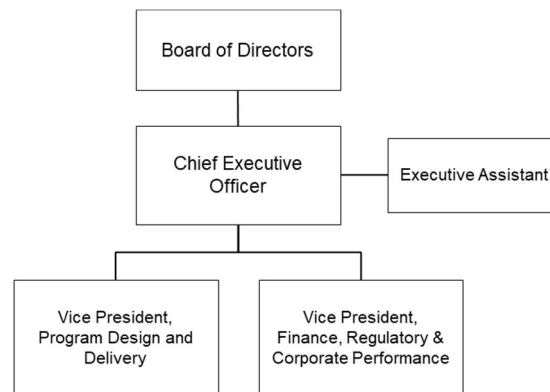 Board of Directors
Chief Executive
Officer
Executive Assistant
Vice President,
Program Design and
Delivery
Vice President,
Finance, Regulatory &
Corporate Performance